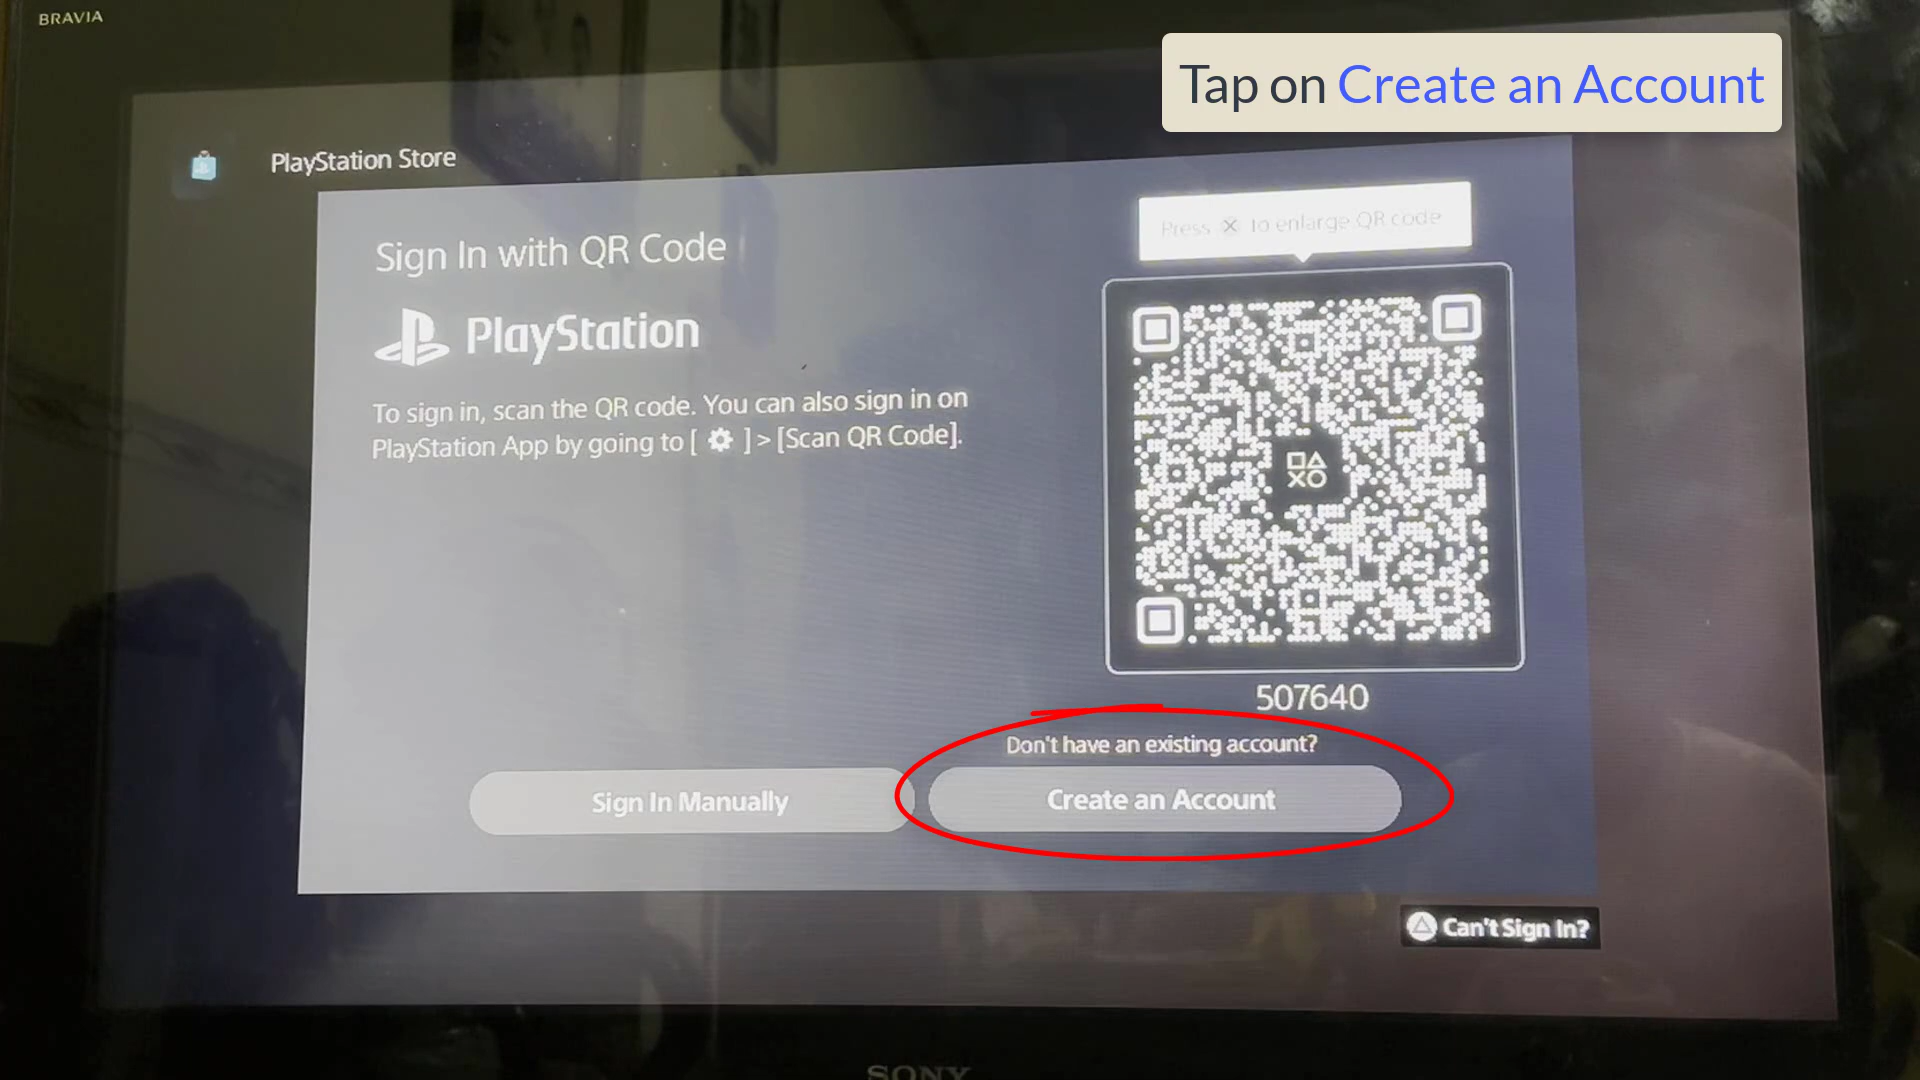 BRAVIA
Tap on Create an Account
PlayStation Store
Press ⓧ to enlarge QR code
Sign In with QR Code
PlayStation
To sign in, scan the QR code. You can also sign in on
PlayStation App by going to [ ⚙ ] > [Scan QR Code].
507640
Don't have an existing account?
Sign In Manually
Create an Account
Can't Sign In?
SONY